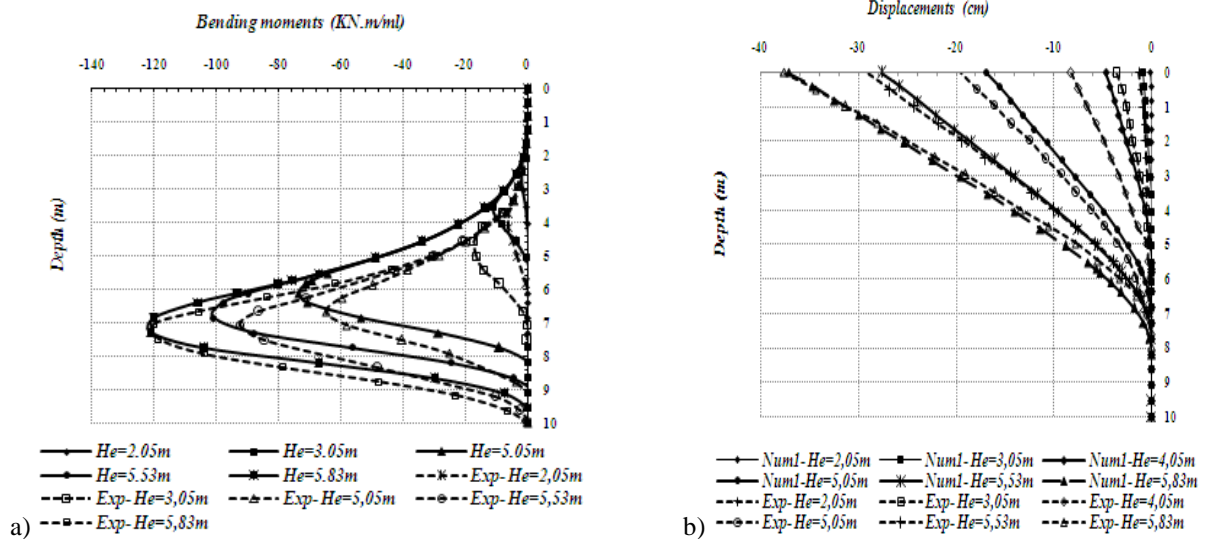 Bending moments (KN.m/ml)
-140 -120 -100 -80 -60 -40 -20 0
0
1
2
3
4
5
6
7
8
9
10
Depth (m)
He=2.05m He=3.05m He=5.05m
He=5.53m He=5.83m Exp-He=2,05m
Exp-He=3,05m Exp-He=5,05m Exp-He=5,53m
Exp-He=5,83m
a)
Displacements (cm)
-40 -30 -20 -10 0
0
1
2
3
4
5
6
7
8
9
10
Depth (m)
Num1-He=2,05m Num1-He=3,05m Num1-He=4,05m
Num1-He=5,05m Num1-He=5,53m Num1-He=5,83m
Exp-He=2,05m Exp-He=3,05m Exp-He=4,05m
Exp-He=5,05m Exp-He=5,53m Exp-He=5,83m
b)